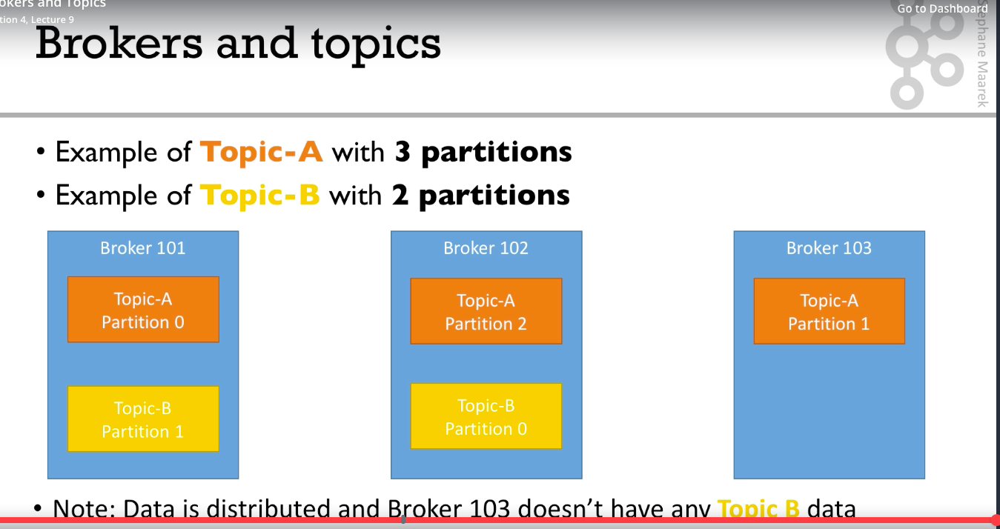 okers and Topics
tion 4, Lecture 9
Go to Dashboard
Stephane Maarek
Brokers and topics
• Example of Topic-A with 3 partitions
• Example of Topic-B with 2 partitions
Broker 101
Topic-A
Partition 0
Topic-B
Partition 1
Broker 102
Topic-A
Partition 2
Topic-B
Partition 0
Broker 103
Topic-A
Partition 1
• Note: Data is distributed and Broker 103 doesn't have any Topic B data